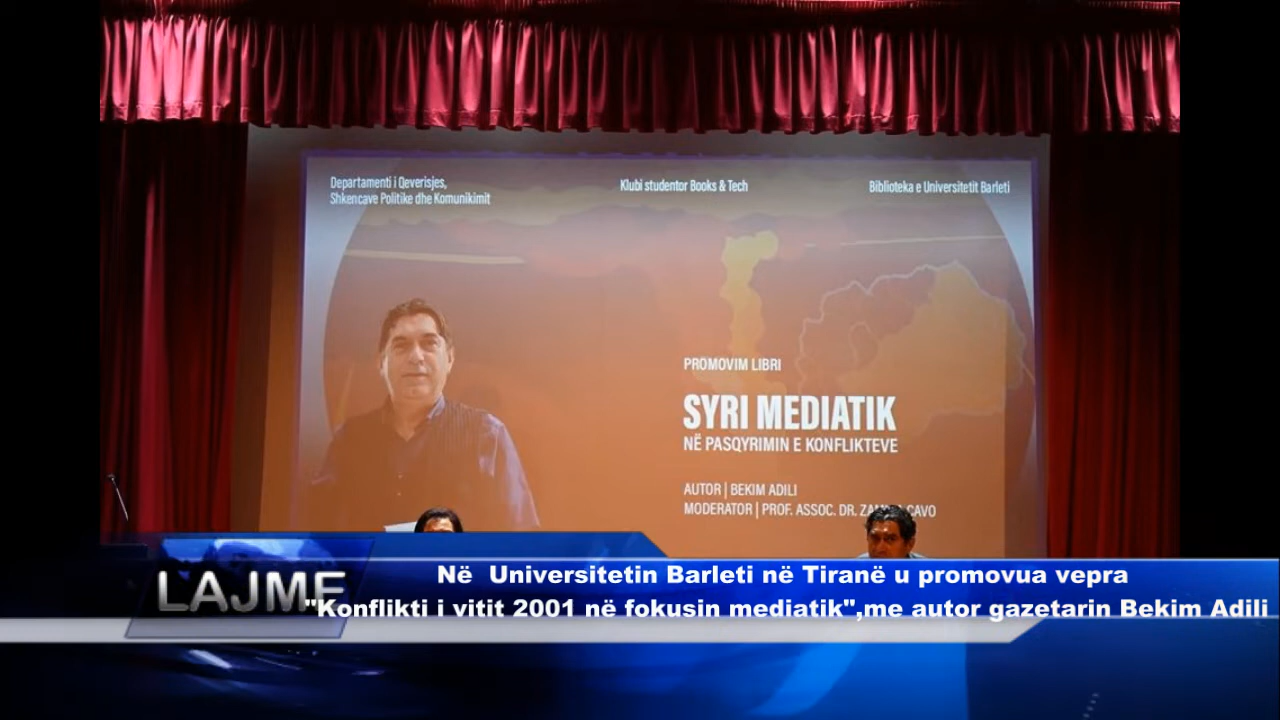 Departamenti i Qeverisjes,
Shkencave Politike dhe Komunikimit
Klubi studentor Books & Tech
Biblioteka e Universitetit Barleti
PROMOVIM LIBRI
SYRI MEDIATIK
NË PASQYRIMIN E KONFLIKTEVE
AUTOR | BEKIM ADILI
MODERATOR | PROF. ASSOC. DR. ÇAVO
LAJME
Në Universitetin Barleti në Tiranë u promovua vepra
"Konflikti i vitit 2001 në fokusin mediatik",me autor gazetarin Bekim Adili